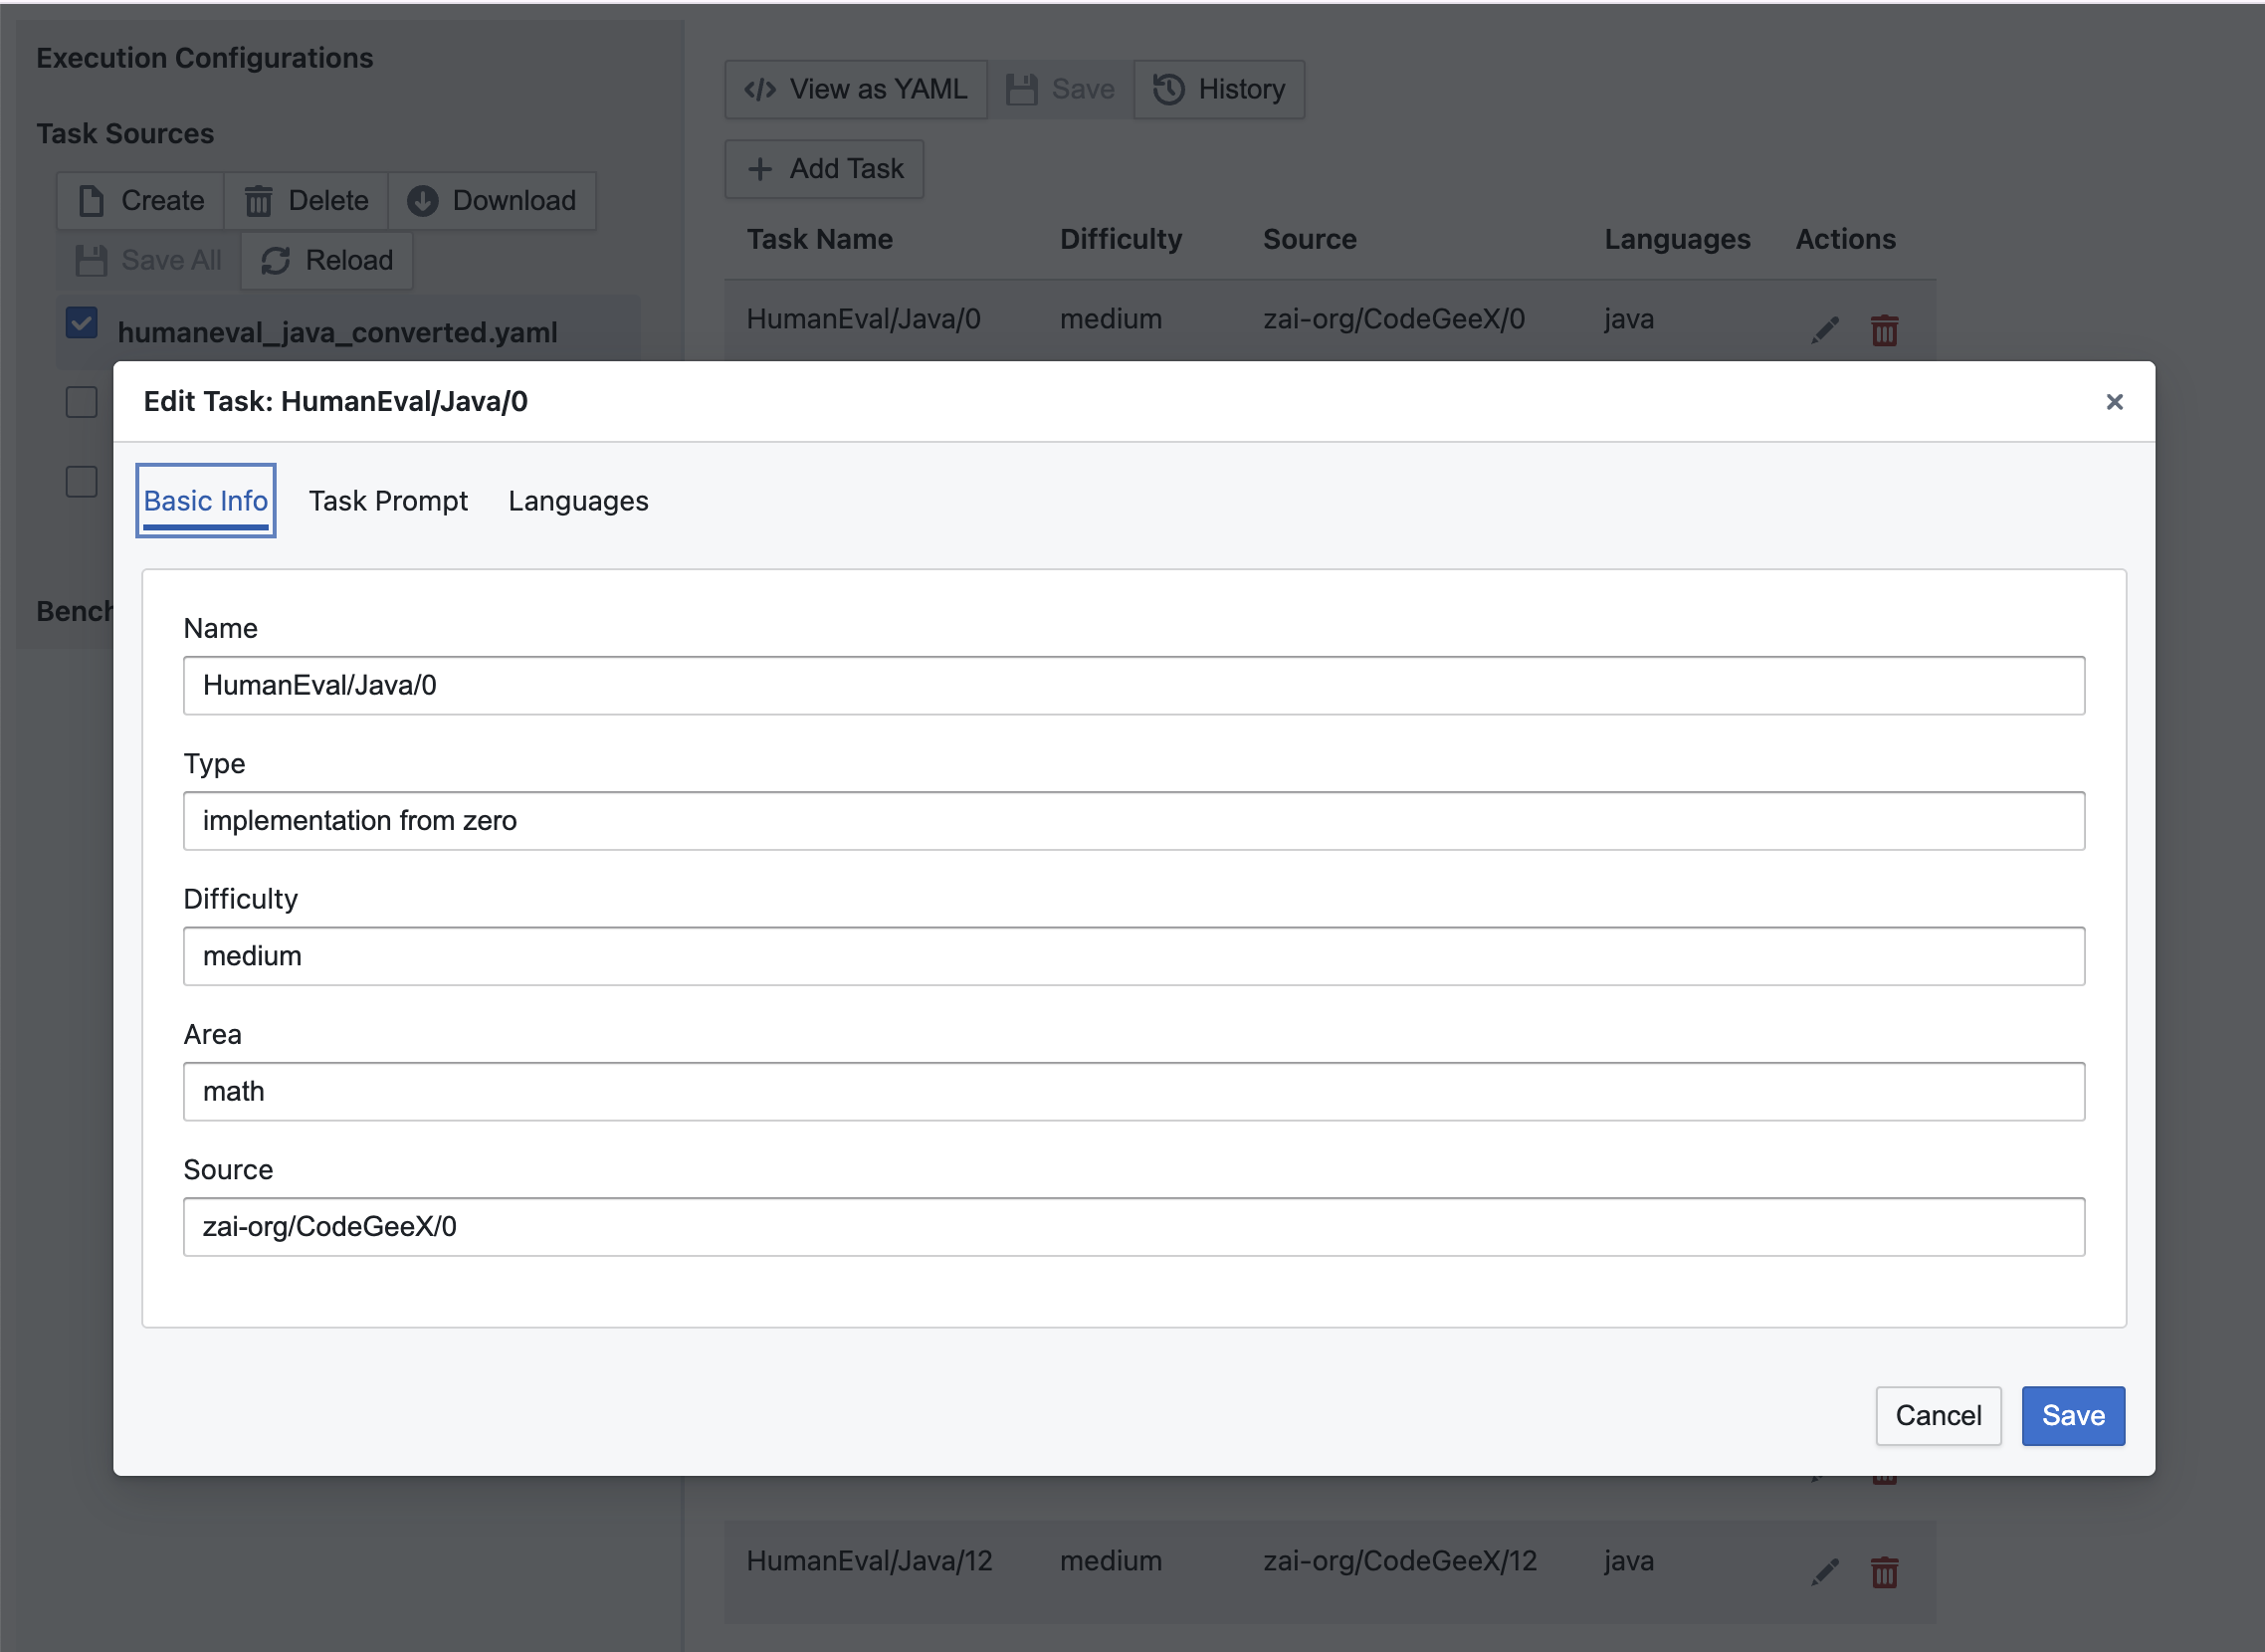 Execution Configurations
Task Sources
Create Delete Download
Save All Reload
humaneval_java_converted.yaml
View as YAML Save History
Add Task
Task Name Difficulty Source Languages Actions
HumanEval/Java/0 medium zai-org/CodeGeeX/0 java
Edit Task: HumanEval/Java/0
Basic Info Task Prompt Languages
Name
HumanEval/Java/0
Type
implementation from zero
Difficulty
medium
Area
math
Source
zai-org/CodeGeeX/0
Cancel Save
HumanEval/Java/12 medium zai-org/CodeGeeX/12 java